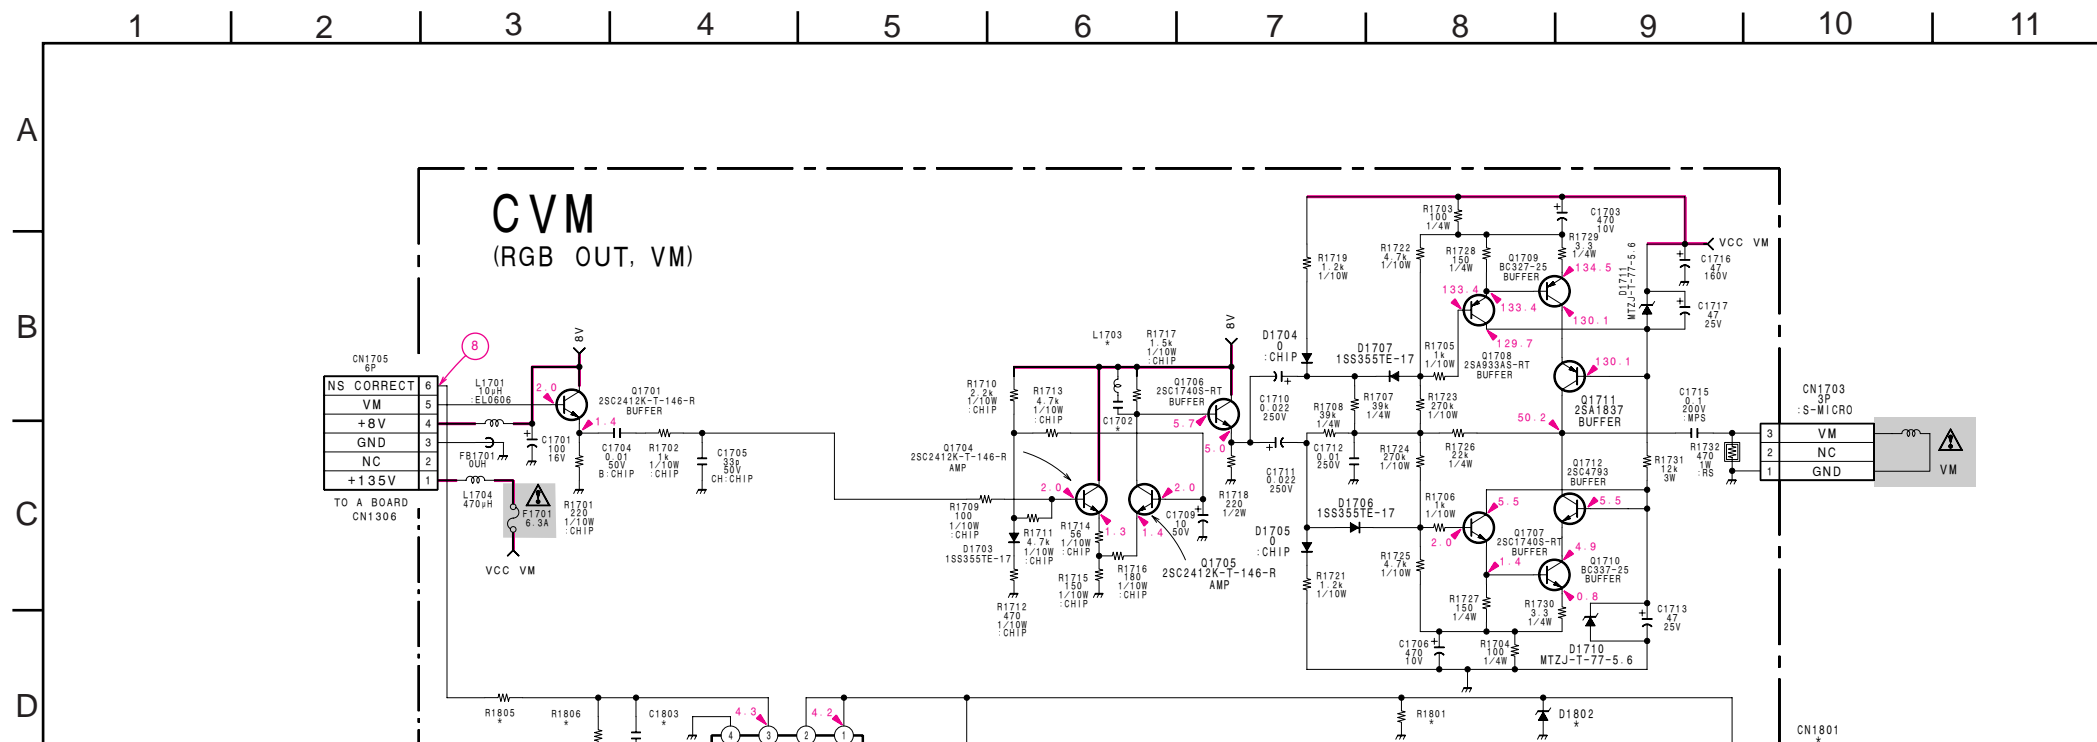 1 2 3 4 5 6 7 8 9 10 11
A
B
C
D
CVM
(RGB OUT, VM)
CN1705
6P
NS CORRECT 6
VM 5
+8V 4
GND 3
NC 2
+135V 1
TO A BOARD
CN1306
8
L1701
10µH
:EL0606
FB1701
0UH
L1704
470µH
F1701
6.3A
VCC VM
C1701
100
16V
8V
2.0
1.4
Q1701
2SC2412K-T-146-R
BUFFER
R1701
220
1/10W
:CHIP
C1704
0.01
50V
B:CHIP
R1702
1k
1/10W
:CHIP
C1705
33p
50V
CH:CHIP
R1710
2.2k
1/10W
:CHIP
R1713
4.7k
1/10W
:CHIP
L1703
*
C1702
*
R1717
1.5k
1/10W
:CHIP
Q1706
2SC1740S-RT
BUFFER
8V
5.7
5.0
Q1704
2SC2412K-T-146-R
AMP
2.0
2.0
1.3
1.4
R1709
100
1/10W
:CHIP
D1703
1SS355TE-17
R1711
4.7k
1/10W
:CHIP
R1714
56
1/10W
:CHIP
R1712
470
1/10W
:CHIP
R1715
150
1/10W
:CHIP
R1716
180
1/10W
:CHIP
C1709
10
50V
Q1705
2SC2412K-T-146-R
AMP
R1718
220
1/2W
C1710
0.022
250V
C1711
0.022
250V
D1704
0
:CHIP
D1705
0
:CHIP
R1719
1.2k
1/10W
R1721
1.2k
1/10W
D1707
1SS355TE-17
D1706
1SS355TE-17
R1708
39k
1/4W
R1707
39k
1/4W
C1712
0.01
250V
R1722
4.7k
1/10W
R1723
270k
1/10W
R1724
270k
1/10W
R1725
4.7k
1/10W
R1703
100
1/4W
R1728
150
1/4W
R1705
1k
1/10W
R1726
22k
1/4W
R1706
1k
1/10W
R1727
150
1/4W
C1706
470
10V
R1704
100
1/4W
C1703
470
10V
R1729
3.3
1/4W
Q1709
BC327-25
BUFFER
134.5
133.4
133.4
130.1
129.7
Q1708
2SA933AS-RT
BUFFER
130.1
Q1711
2SA1837
BUFFER
50.2
Q1712
2SC4793
BUFFER
5.5
5.5
2.0
1.4
Q1707
2SC1740S-RT
BUFFER
4.9
Q1710
BC337-25
BUFFER
0.8
R1730
3.3
1/4W
D1710
MTZJ-T-77-5.6
D1711
MTZJ-T-77-5.6
VCC VM
C1716
47
160V
C1717
47
25V
C1715
0.1
200V
:MPS
R1731
12k
3W
R1732
470
1W
:RS
C1713
47
25V
CN1703
3P
:S-MICRO
3 VM
2 NC
1 GND
VM
R1805
*
R1806
*
C1803
*
4.3
4.2
4 3 2 1
R1801
*
D1802
*
CN1801
*